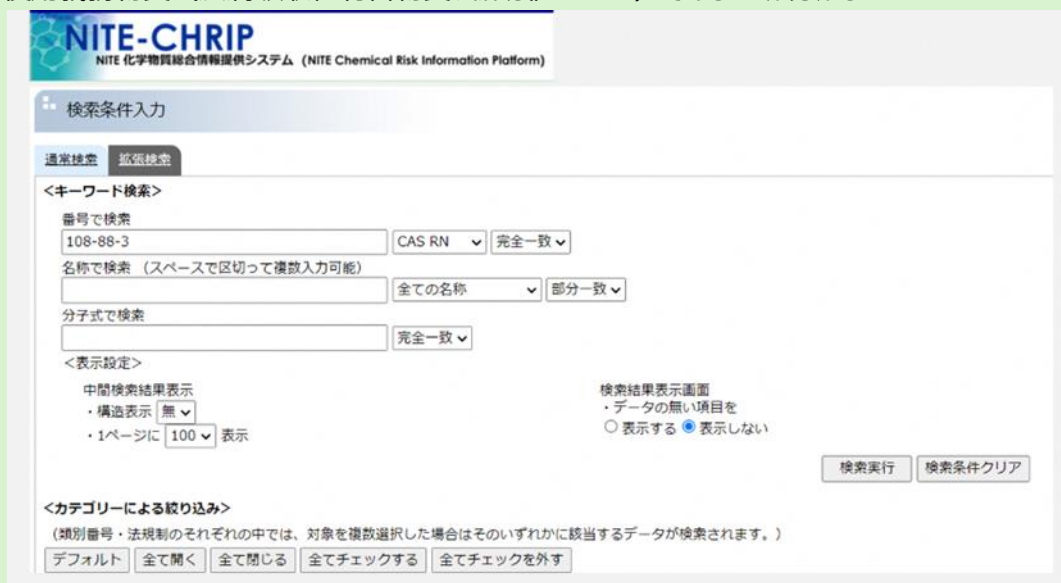 NITE-CHRIP
NITE 化学物質総合情報提供システム (NITE Chemical Risk Information Platform)
検索条件入力
通常検索 拡張検索
<キーワード検索>
番号で検索
108-88-3 CAS RN 完全一致
名称で検索 (スペースで区切って複数入力可能)
全ての名称 部分一致
分子式で検索
完全一致
<表示設定>
中間検索結果表示 検索結果表示画面
・構造表示 無 ・データの無い項目を
・1ページに 100 表示 表示する 表示しない
検索実行 検索条件クリア
<カテゴリーによる絞り込み>
(類別番号・法規制のそれぞれの中では、対象を複数選択した場合はそのいずれかに該当するデータが検索されます。)
デフォルト 全て開く 全て閉じる 全てチェックする 全てチェックを外す